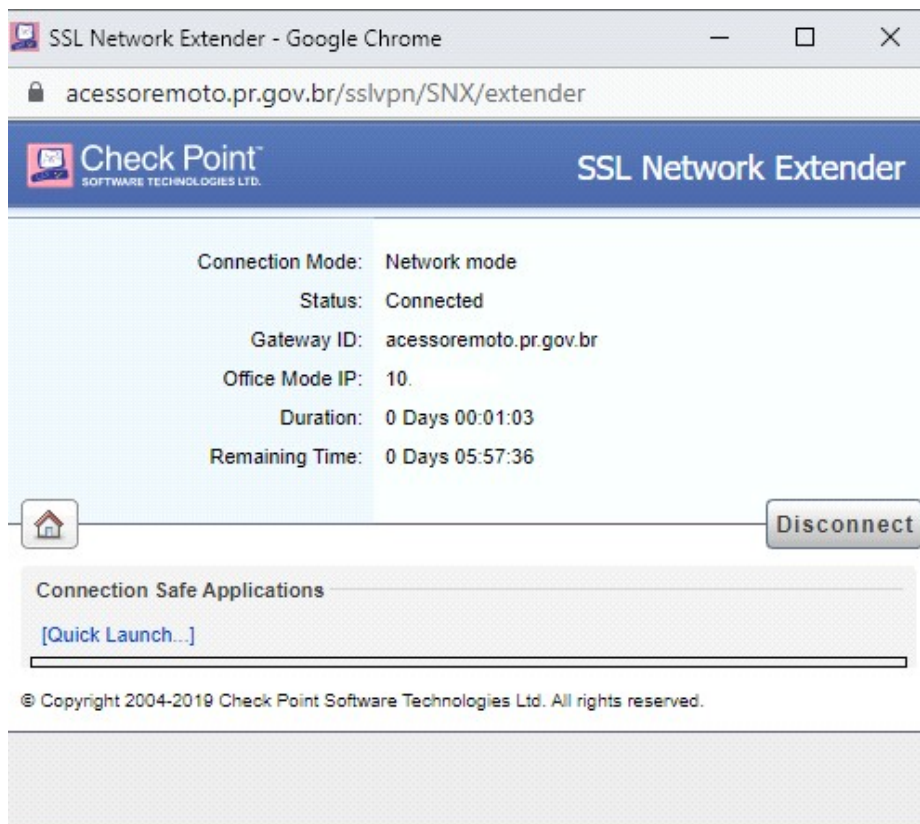 SSL Network Extender - Google Chrome
acessoremoto.pr.gov.br/sslvpn/SNX/extender
Check Point™
SOFTWARE TECHNOLOGIES LTD.
SSL Network Extender
Connection Mode: Network mode
Status: Connected
Gateway ID: acessoremoto.pr.gov.br
Office Mode IP: 10.
Duration: 0 Days 00:01:03
Remaining Time: 0 Days 05:57:36
Disconnect
Connection Safe Applications
[Quick Launch...]
© Copyright 2004-2019 Check Point Software Technologies Ltd. All rights reserved.